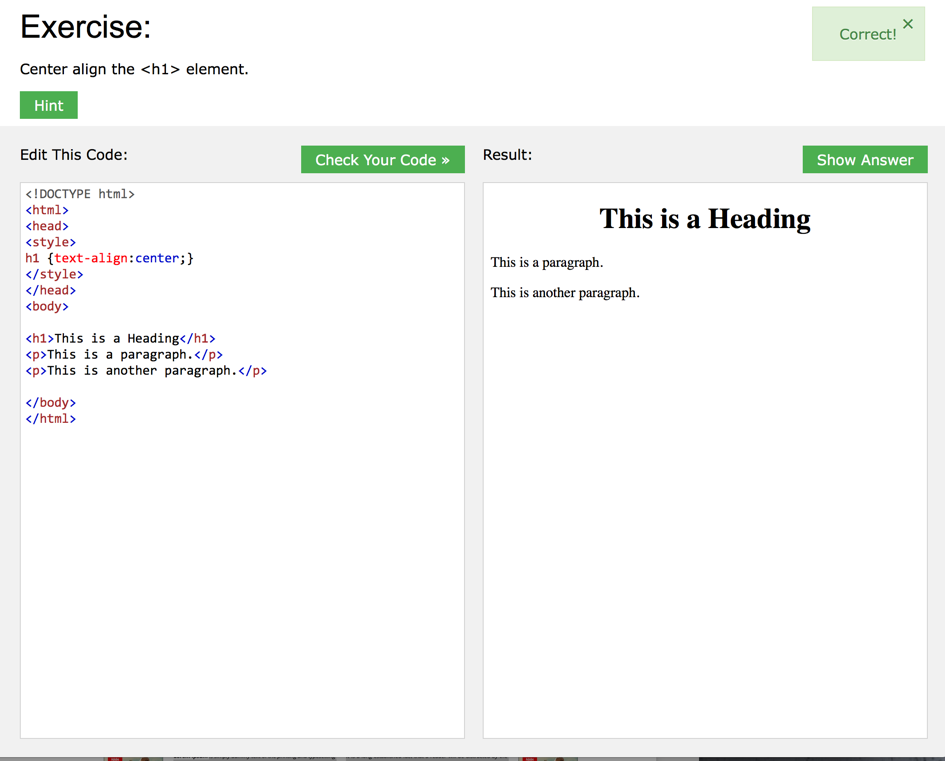 Exercise:
Correct! ×
Center align the <h1> element.
Hint
Edit This Code:
Check Your Code »
<!DOCTYPE html>
<html>
<head>
<style>
h1 {text-align:center;}
</style>
</head>
<body>
<h1>This is a Heading</h1>
<p>This is a paragraph.</p>
<p>This is another paragraph.</p>
</body>
</html>
Result:
Show Answer
This is a Heading
This is a paragraph.
This is another paragraph.